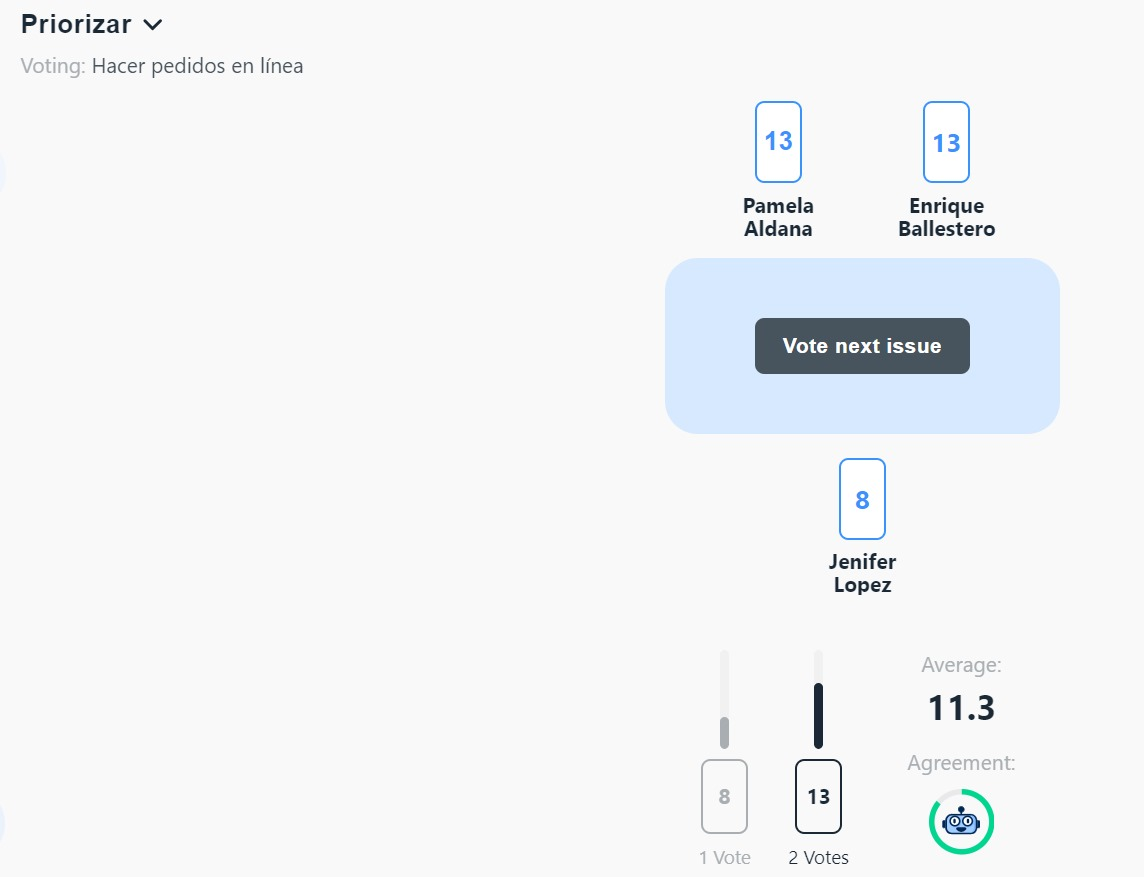 Priorizar
Voting: Hacer pedidos en línea
13
13
Pamela
Aldana
Enrique
Ballestero
Vote next issue
8
Jenifer
Lopez
8
13
1 Vote
2 Votes
Average:
11.3
Agreement: